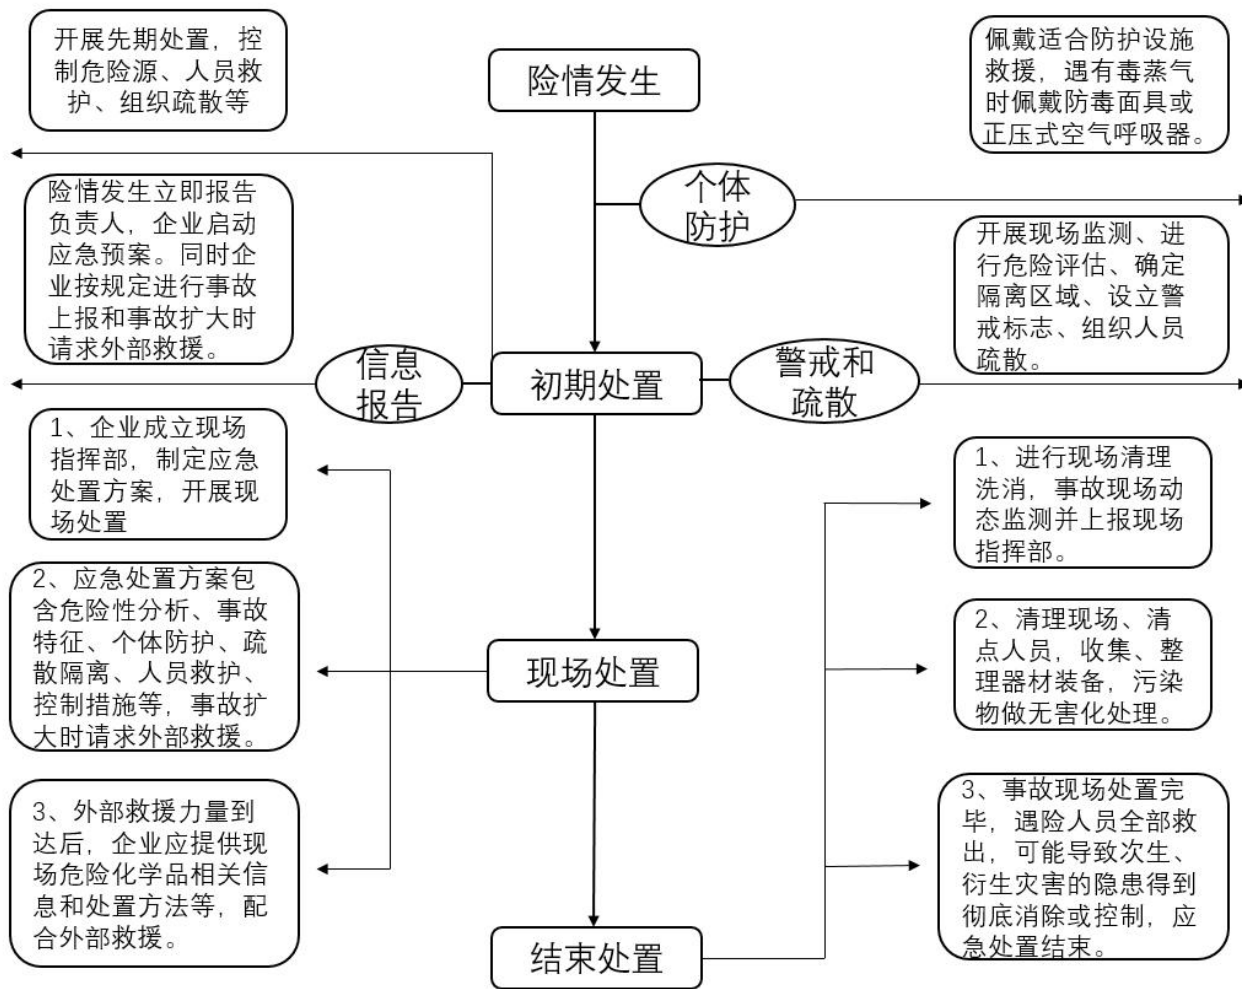 开展先期处置，控
制危险源、人员救
护、组织疏散等
险情发生
佩戴适合防护设施
救援，遇有毒蒸气
时佩戴防毒面具或
正压式空气呼吸器。
个体
防护
险情发生立即报告
负责人，企业启动
应急预案。同时企
业按规定进行事故
上报和事故扩大时
请求外部救援。
开展现场监测、进
行危险评估、确定
隔离区域、设立警
戒标志、组织人员
疏散。
信息
报告
初期处置
警戒和
疏散
1、企业成立现场
指挥部，制定应急
处置方案，开展现
场处置
1、进行现场清理
洗消，事故现场动
态监测并上报现场
指挥部。
2、应急处置方案包
含危险性分析、事故
特征、个体防护、疏
散隔离、人员救护、
控制措施等，事故扩
大时请求外部救援。
现场处置
2、清理现场、清
点人员，收集、整
理器材装备，污染
物做无害化处理。
3、外部救援力量到
达后，企业应提供现
场危险化学品相关信
息和处置方法等，配
合外部救援。
3、事故现场处置完
毕，遇险人员全部救
出，可能导致次生、
衍生灾害的隐患得到
彻底消除或控制，应
急处置结束。
结束处置